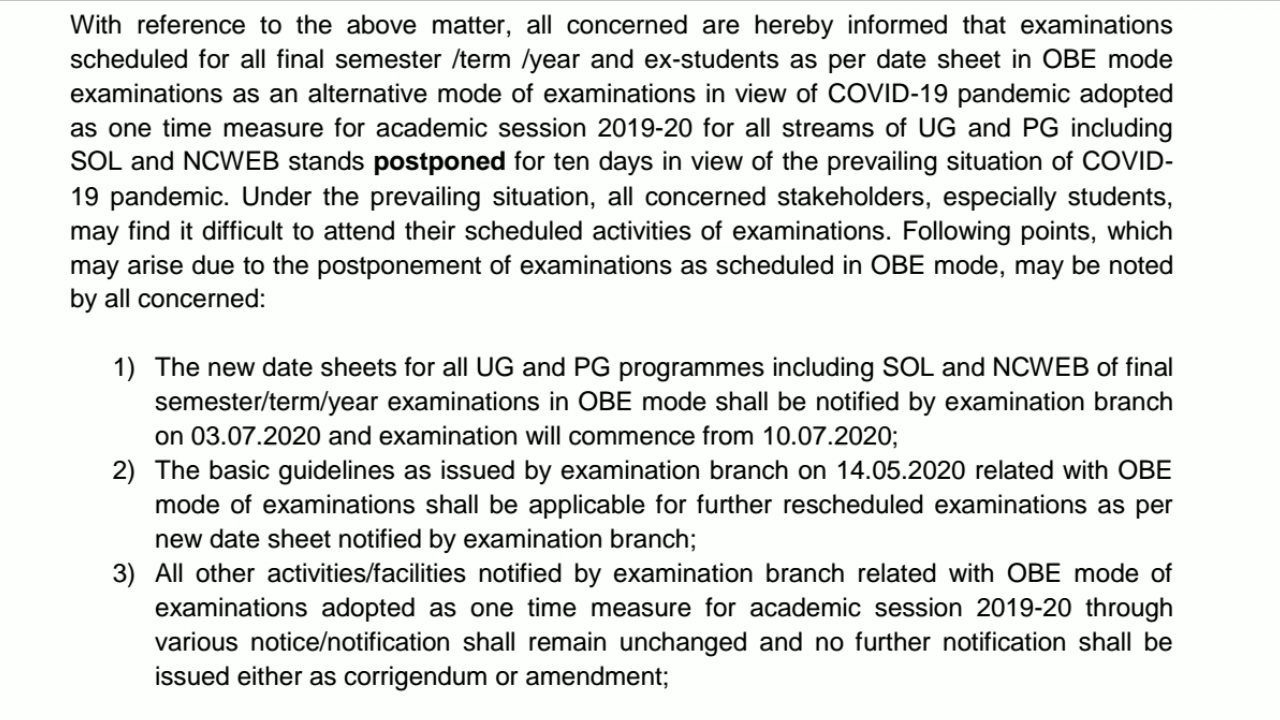 With reference to the above matter, all concerned are hereby informed that examinations
scheduled for all final semester /term /year and ex-students as per date sheet in OBE mode
examinations as an alternative mode of examinations in view of COVID-19 pandemic adopted
as one time measure for academic session 2019-20 for all streams of UG and PG including
SOL and NCWEB stands postponed for ten days in view of the prevailing situation of COVID-
19 pandemic. Under the prevailing situation, all concerned stakeholders, especially students,
may find it difficult to attend their scheduled activities of examinations. Following points, which
may arise due to the postponement of examinations as scheduled in OBE mode, may be noted
by all concerned:
1) The new date sheets for all UG and PG programmes including SOL and NCWEB of final
semester/term/year examinations in OBE mode shall be notified by examination branch
on 03.07.2020 and examination will commence from 10.07.2020;
2) The basic guidelines as issued by examination branch on 14.05.2020 related with OBE
mode of examinations shall be applicable for further rescheduled examinations as per
new date sheet notified by examination branch;
3) All other activities/facilities notified by examination branch related with OBE mode of
examinations adopted as one time measure for academic session 2019-20 through
various notice/notification shall remain unchanged and no further notification shall be
issued either as corrigendum or amendment;